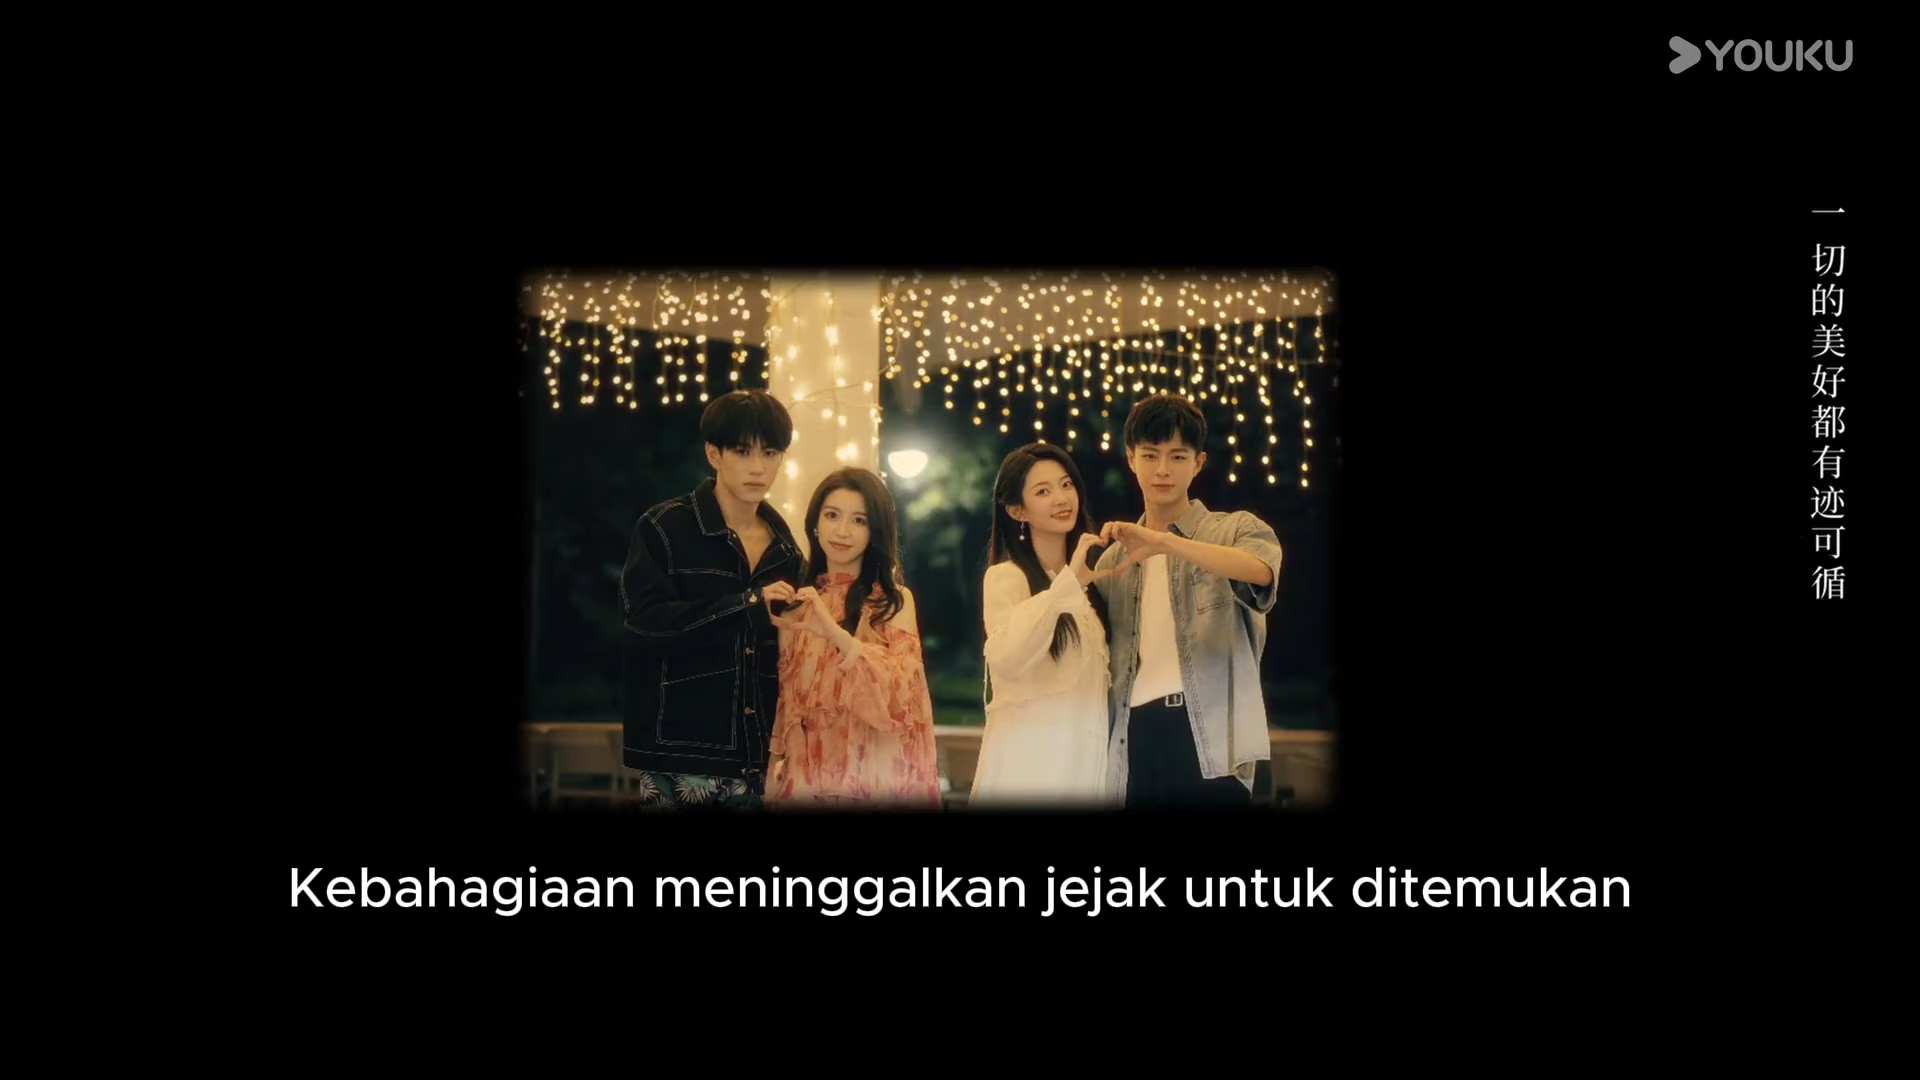 YOUKU
一切的美好都有迹可循
Kebahagiaan meninggalkan jejak untuk ditemukan